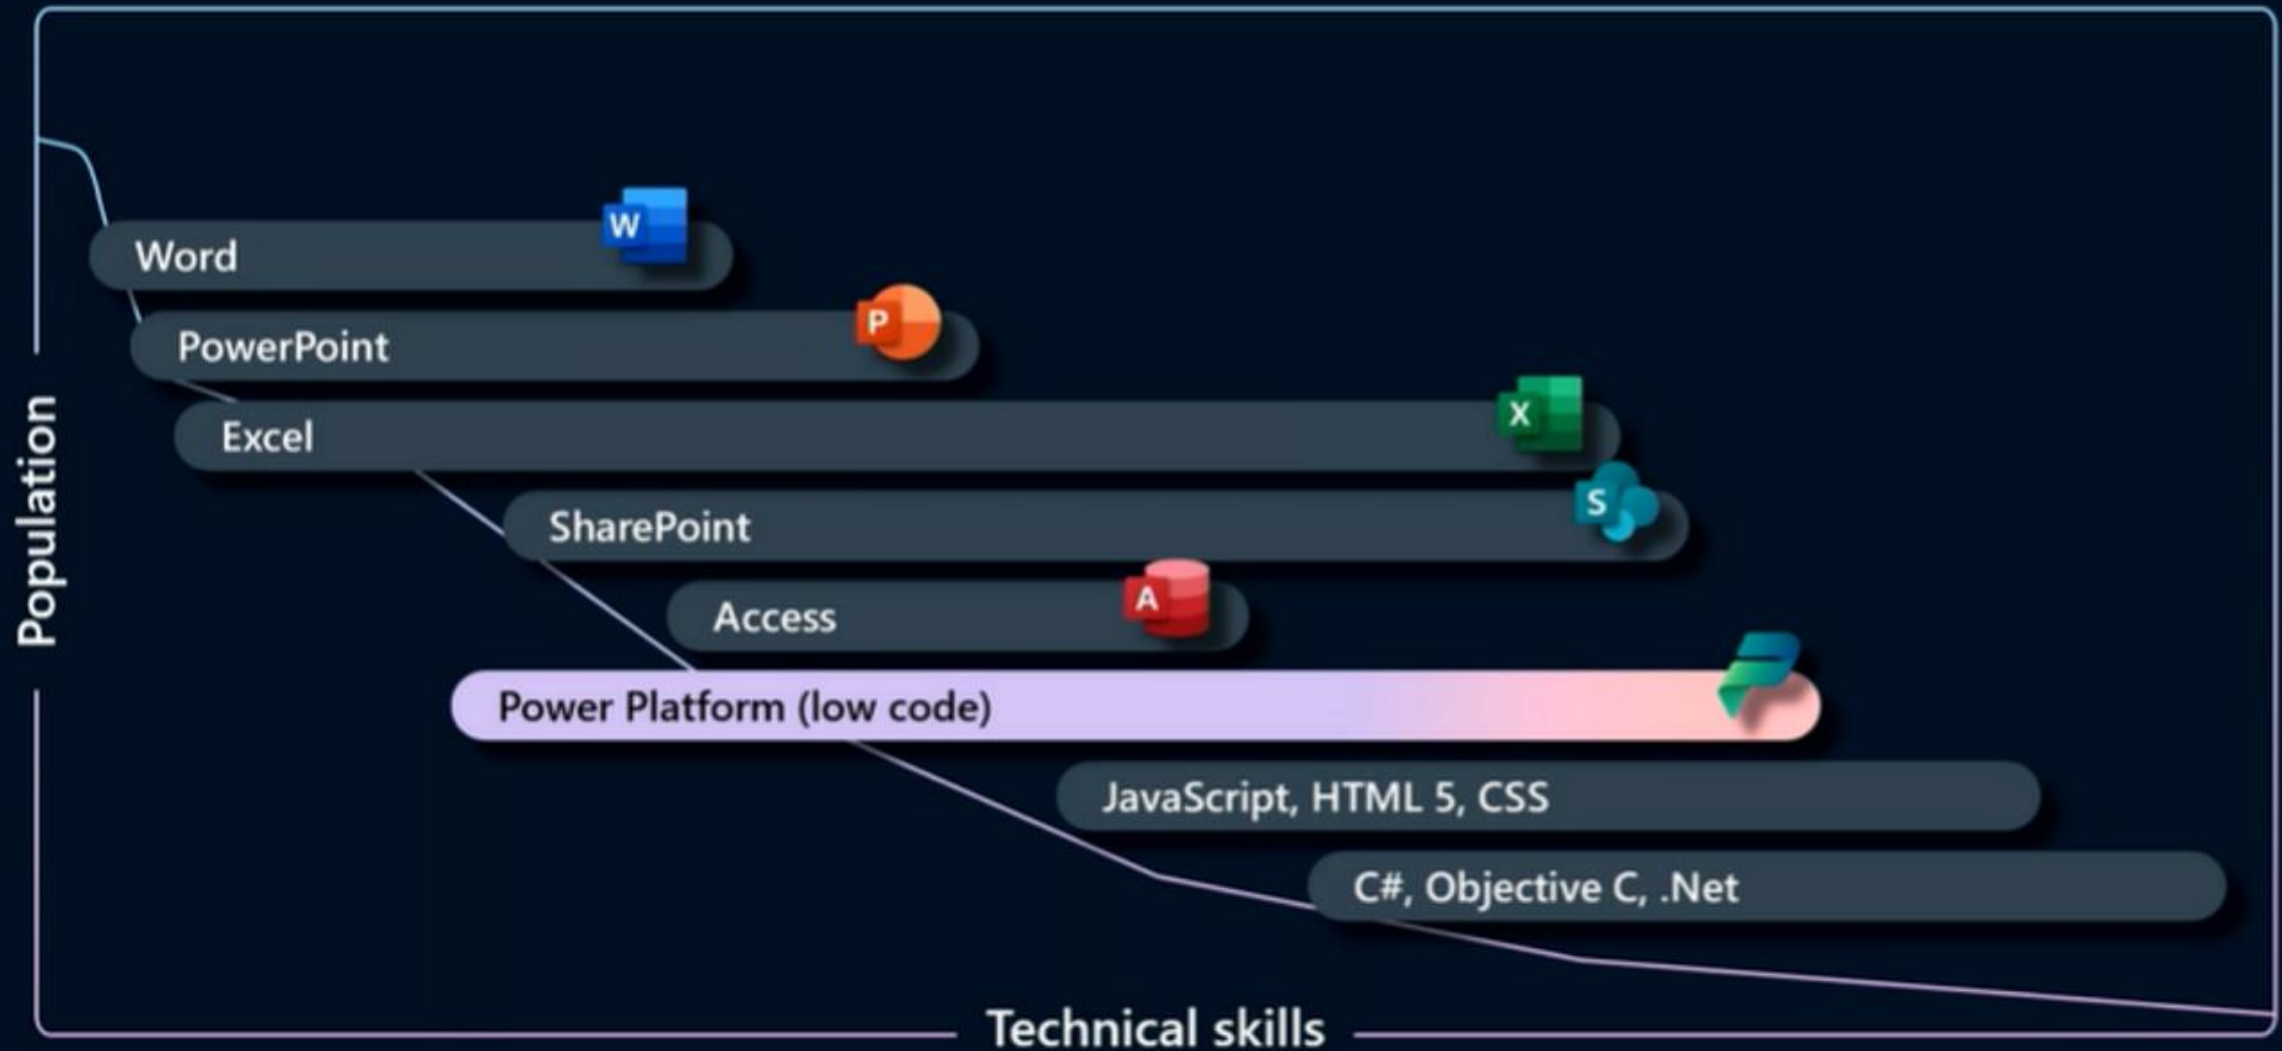 W
Word
P
PowerPoint
X
Excel
S
SharePoint
A
Access
Power Platform (low code)
JavaScript, HTML 5, CSS
C#, Objective C, .Net
Population
Technical skills